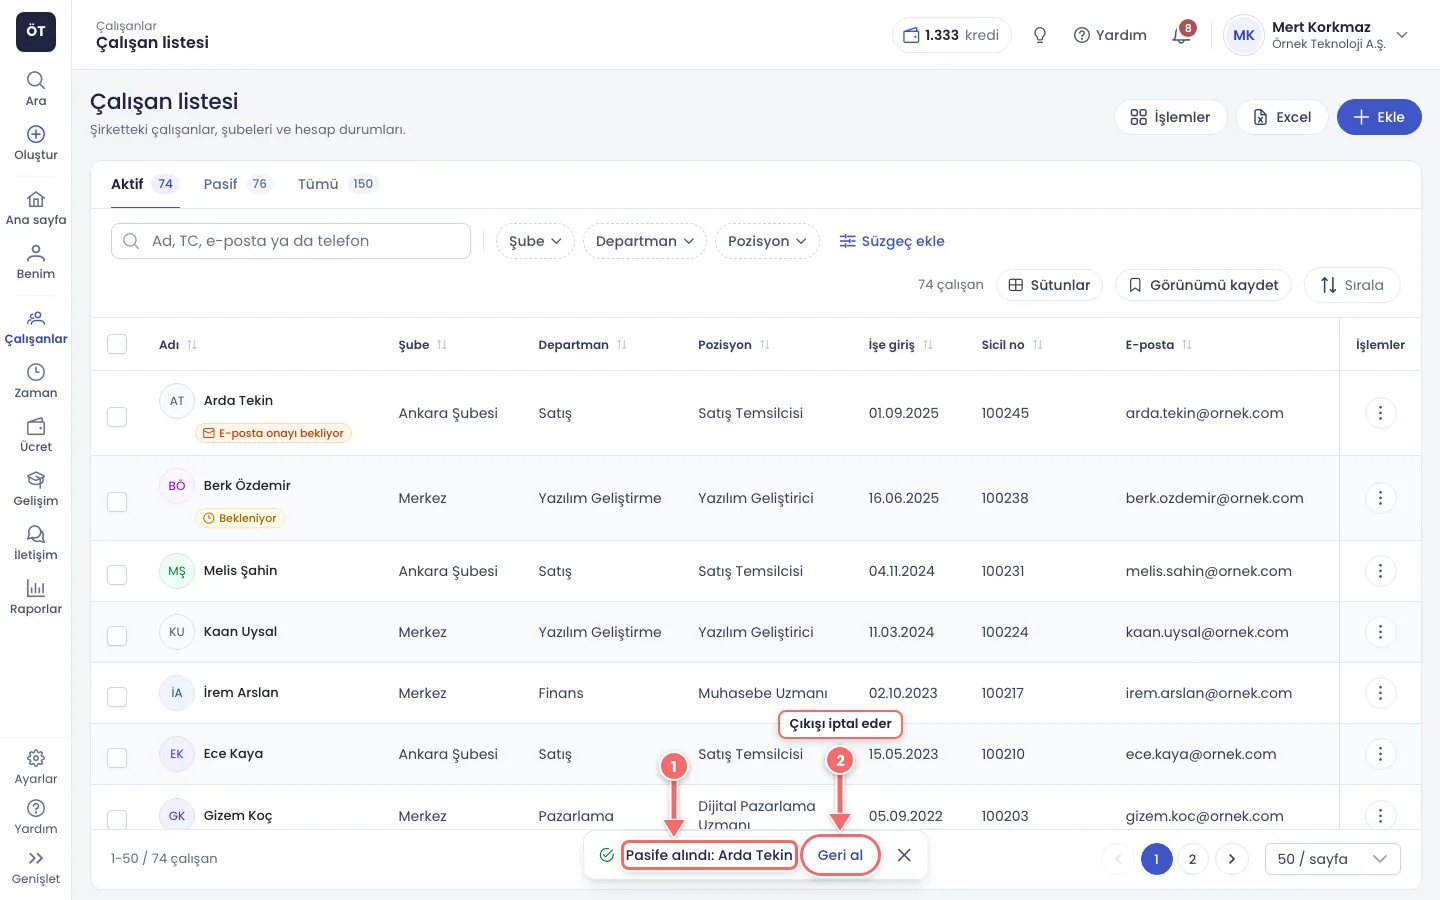 ÖT
Ara
Oluştur
Ana sayfa
Benim
Çalışanlar
Zaman
Ücret
Gelişim
İletişim
Raporlar
Ayarlar
Yardım
Genişlet
Çalışanlar
Çalışan listesi
1.333 kredi
Yardım
8
MK
Mert Korkmaz
Örnek Teknoloji A.Ş.
Çalışan listesi
Şirketteki çalışanlar, şubeleri ve hesap durumları.
İşlemler
Excel
Ekle
Aktif 74
Pasif 76
Tümü 150
Ad, TC, e-posta ya da telefon
Şube
Departman
Pozisyon
Süzgeç ekle
74 çalışan
Sütunlar
Görünümü kaydet
Sırala
Adı Şube Departman Pozisyon İşe giriş Sicil no E-posta İşlemler
AT Arda Tekin Ankara Şubesi Satış Satış Temsilcisi 01.09.2025 100245 arda.tekin@ornek.com
E-posta onayı bekliyor
BÖ Berk Özdemir Merkez Yazılım Geliştirme Yazılım Geliştirici 16.06.2025 100238 berk.ozdemir@ornek.com
Bekleniyor
MŞ Melis Şahin Ankara Şubesi Satış Satış Temsilcisi 04.11.2024 100231 melis.sahin@ornek.com
KU Kaan Uysal Merkez Yazılım Geliştirme Yazılım Geliştirici 11.03.2024 100224 kaan.uysal@ornek.com
İA İrem Arslan Merkez Finans Muhasebe Uzmanı 02.10.2023 100217 irem.arslan@ornek.com
Çıkışı iptal eder
EK Ece Kaya Ankara Şubesi Satış Satış Temsilcisi 15.05.2023 100210 ece.kaya@ornek.com
1
2
GK Gizem Koç Merkez Pazarlama Dijital Pazarlama Uzmanı 05.09.2022 100203 gizem.koc@ornek.com
1-50 / 74 çalışan
Pasife alındı: Arda Tekin
Geri al
1
2
50 / sayfa